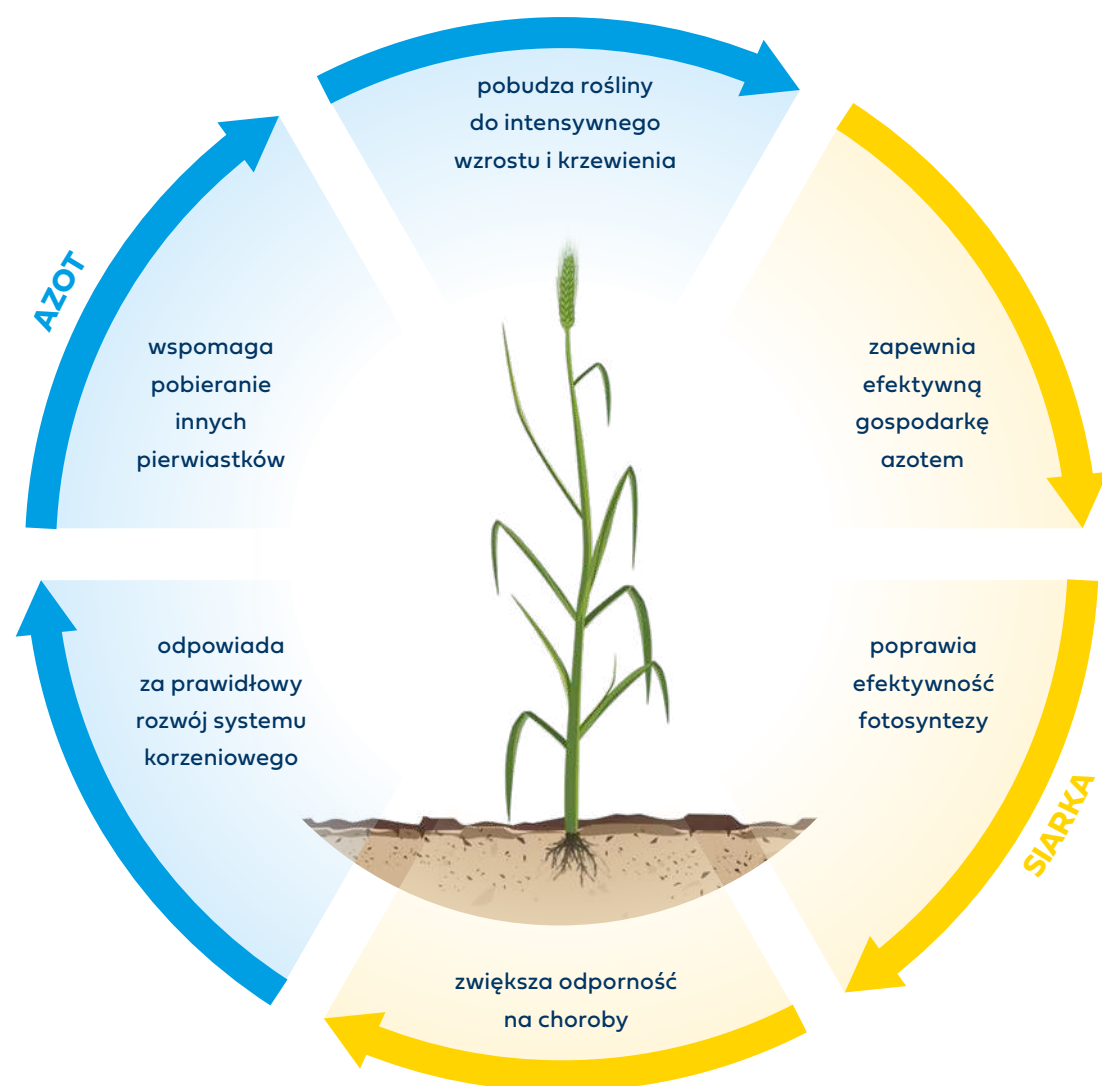 pobudza rośliny
do intensywnego
wzrostu i krzewienia
zapewnia
efektywną
gospodarkę
azotem
poprawia
efektywność
fotosyntezy
SIARKA
zwiększa odporność
na choroby
odpowiada
za prawidłowy
rozwój systemu
korzeniowego
AZOT
wspomaga
pobieranie
innych
pierwiastków